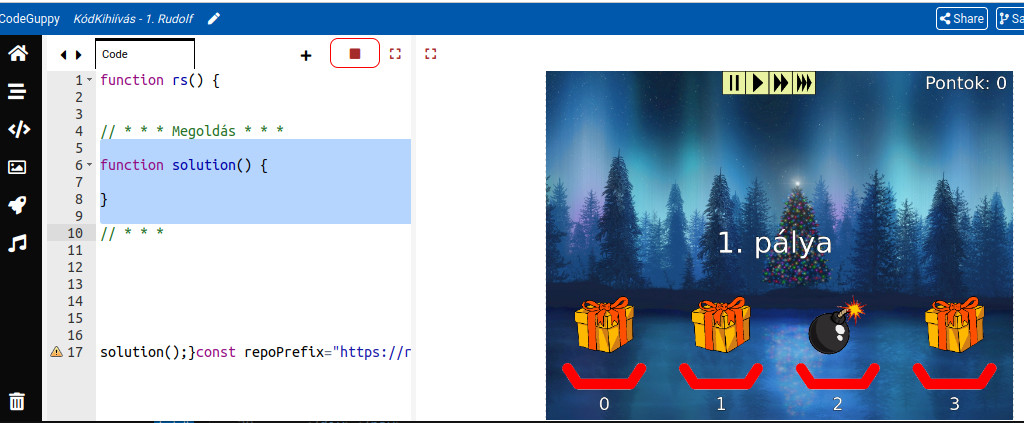 CodeGuppy KódKihiívás - 1. Rudolf Share Sa
Code +
1 function rs() {
2
3
4 // * * * Megoldás * * *
5
6 function solution() {
7
8 }
9
10 // * * *
11
12
13
14
15
16
17 solution();}const repoPrefix="https://r
Pontok: 0
1. pálya
0 1 2 3